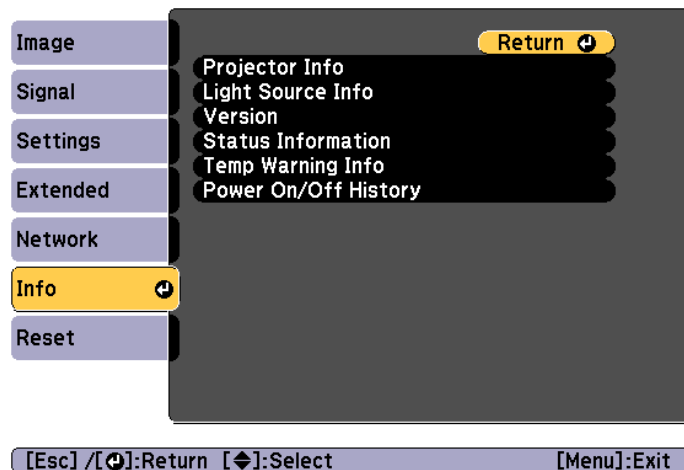 Image
Signal
Settings
Extended
Network
Info
Reset
Return
Projector Info
Light Source Info
Version
Status Information
Temp Warning Info
Power On/Off History
[Esc] /[ ]:Return [ ]:Select [Menu]:Exit